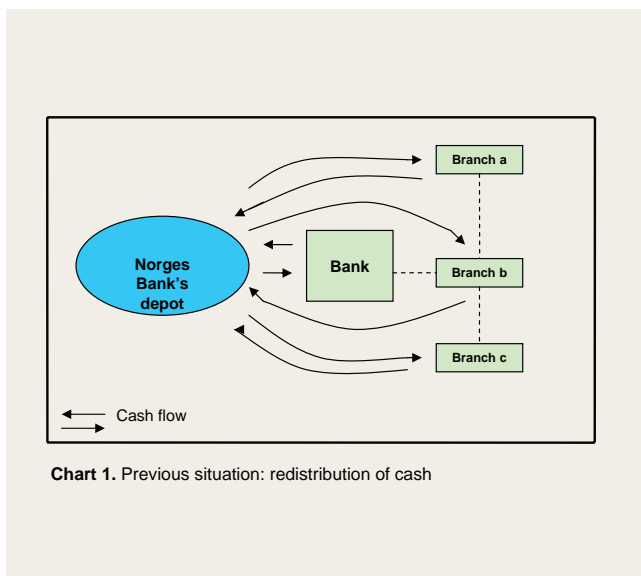 Branch a
Norges
Bank's
depot
Bank
Branch b
Branch c
Cash flow
Chart 1. Previous situation: redistribution of cash